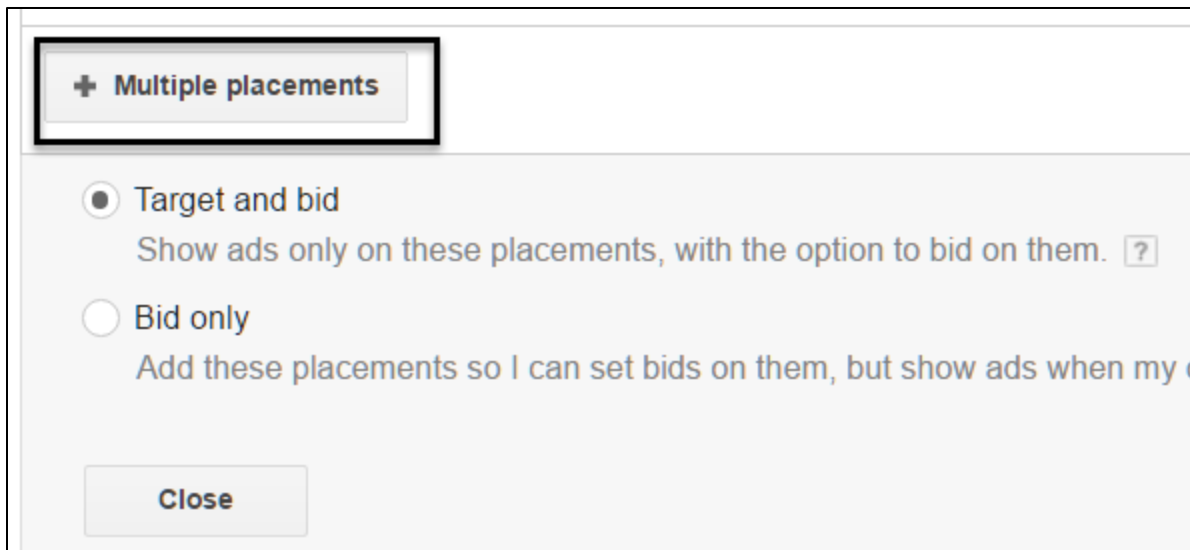 + Multiple placements
Target and bid
Show ads only on these placements, with the option to bid on them. [?]
Bid only
Add these placements so I can set bids on them, but show ads when my
Close